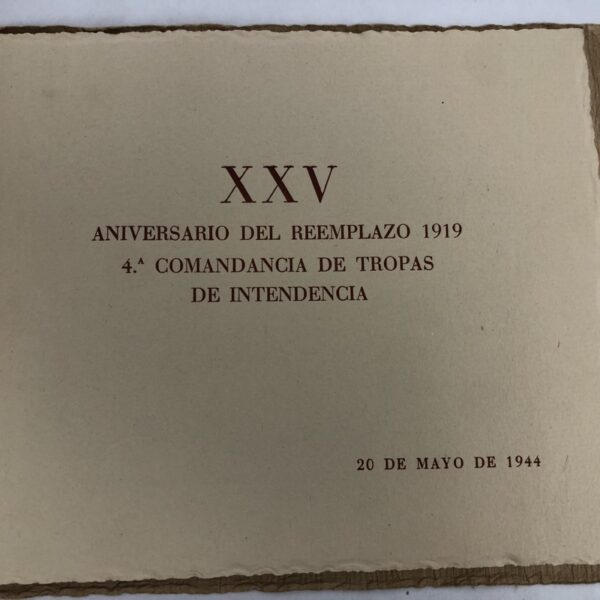 XXV
ANIVERSARIO DEL REEMPLAZO 1919
4.ª COMANDANCIA DE TROPAS
DE INTENDENCIA
20 DE MAYO DE 1944